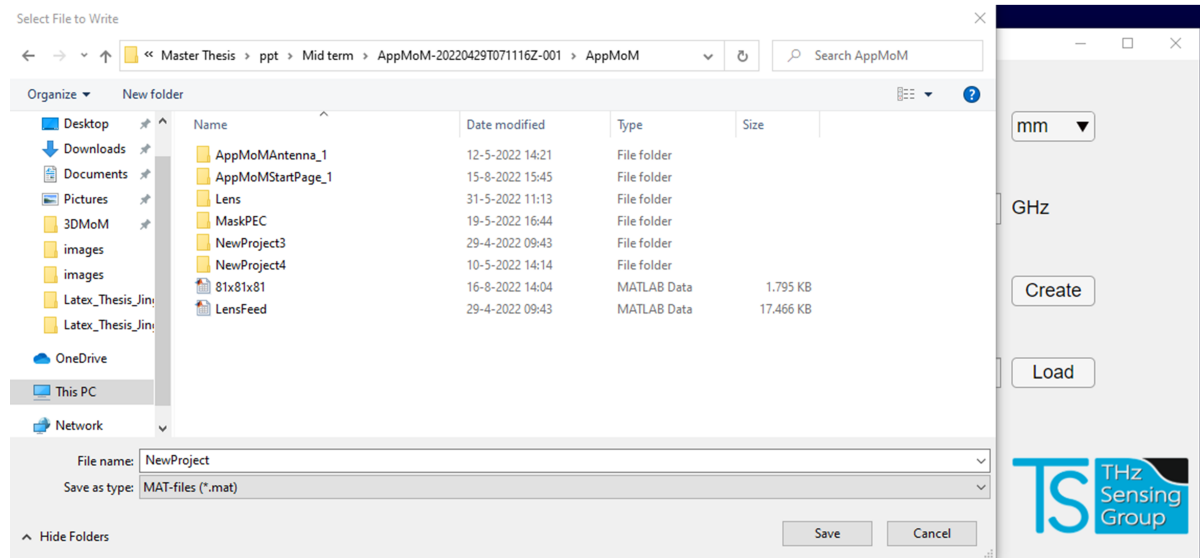 Select File to Write
« Master Thesis > ppt > Mid term > AppMoM-20220429T071116Z-001 > AppMoM
Search AppMoM
Organize
New folder
Desktop
Downloads
Documents
Pictures
3DMoM
images
images
Latex_Thesis_Jing
Latex_Thesis_Jing
OneDrive
This PC
Network
Name Date modified Type Size
AppMoMAntenna_1 12-5-2022 14:21 File folder
AppMoMStartPage_1 15-8-2022 15:45 File folder
Lens 31-5-2022 11:13 File folder
MaskPEC 19-5-2022 16:44 File folder
NewProject3 29-4-2022 09:43 File folder
NewProject4 10-5-2022 14:14 File folder
81x81x81 16-8-2022 14:04 MATLAB Data 1.795 KB
LensFeed 29-4-2022 09:43 MATLAB Data 17.466 KB
File name: NewProject
Save as type: MAT-files (*.mat)
Hide Folders
Save
Cancel
mm
GHz
Create
Load
TS
THz
Sensing
Group